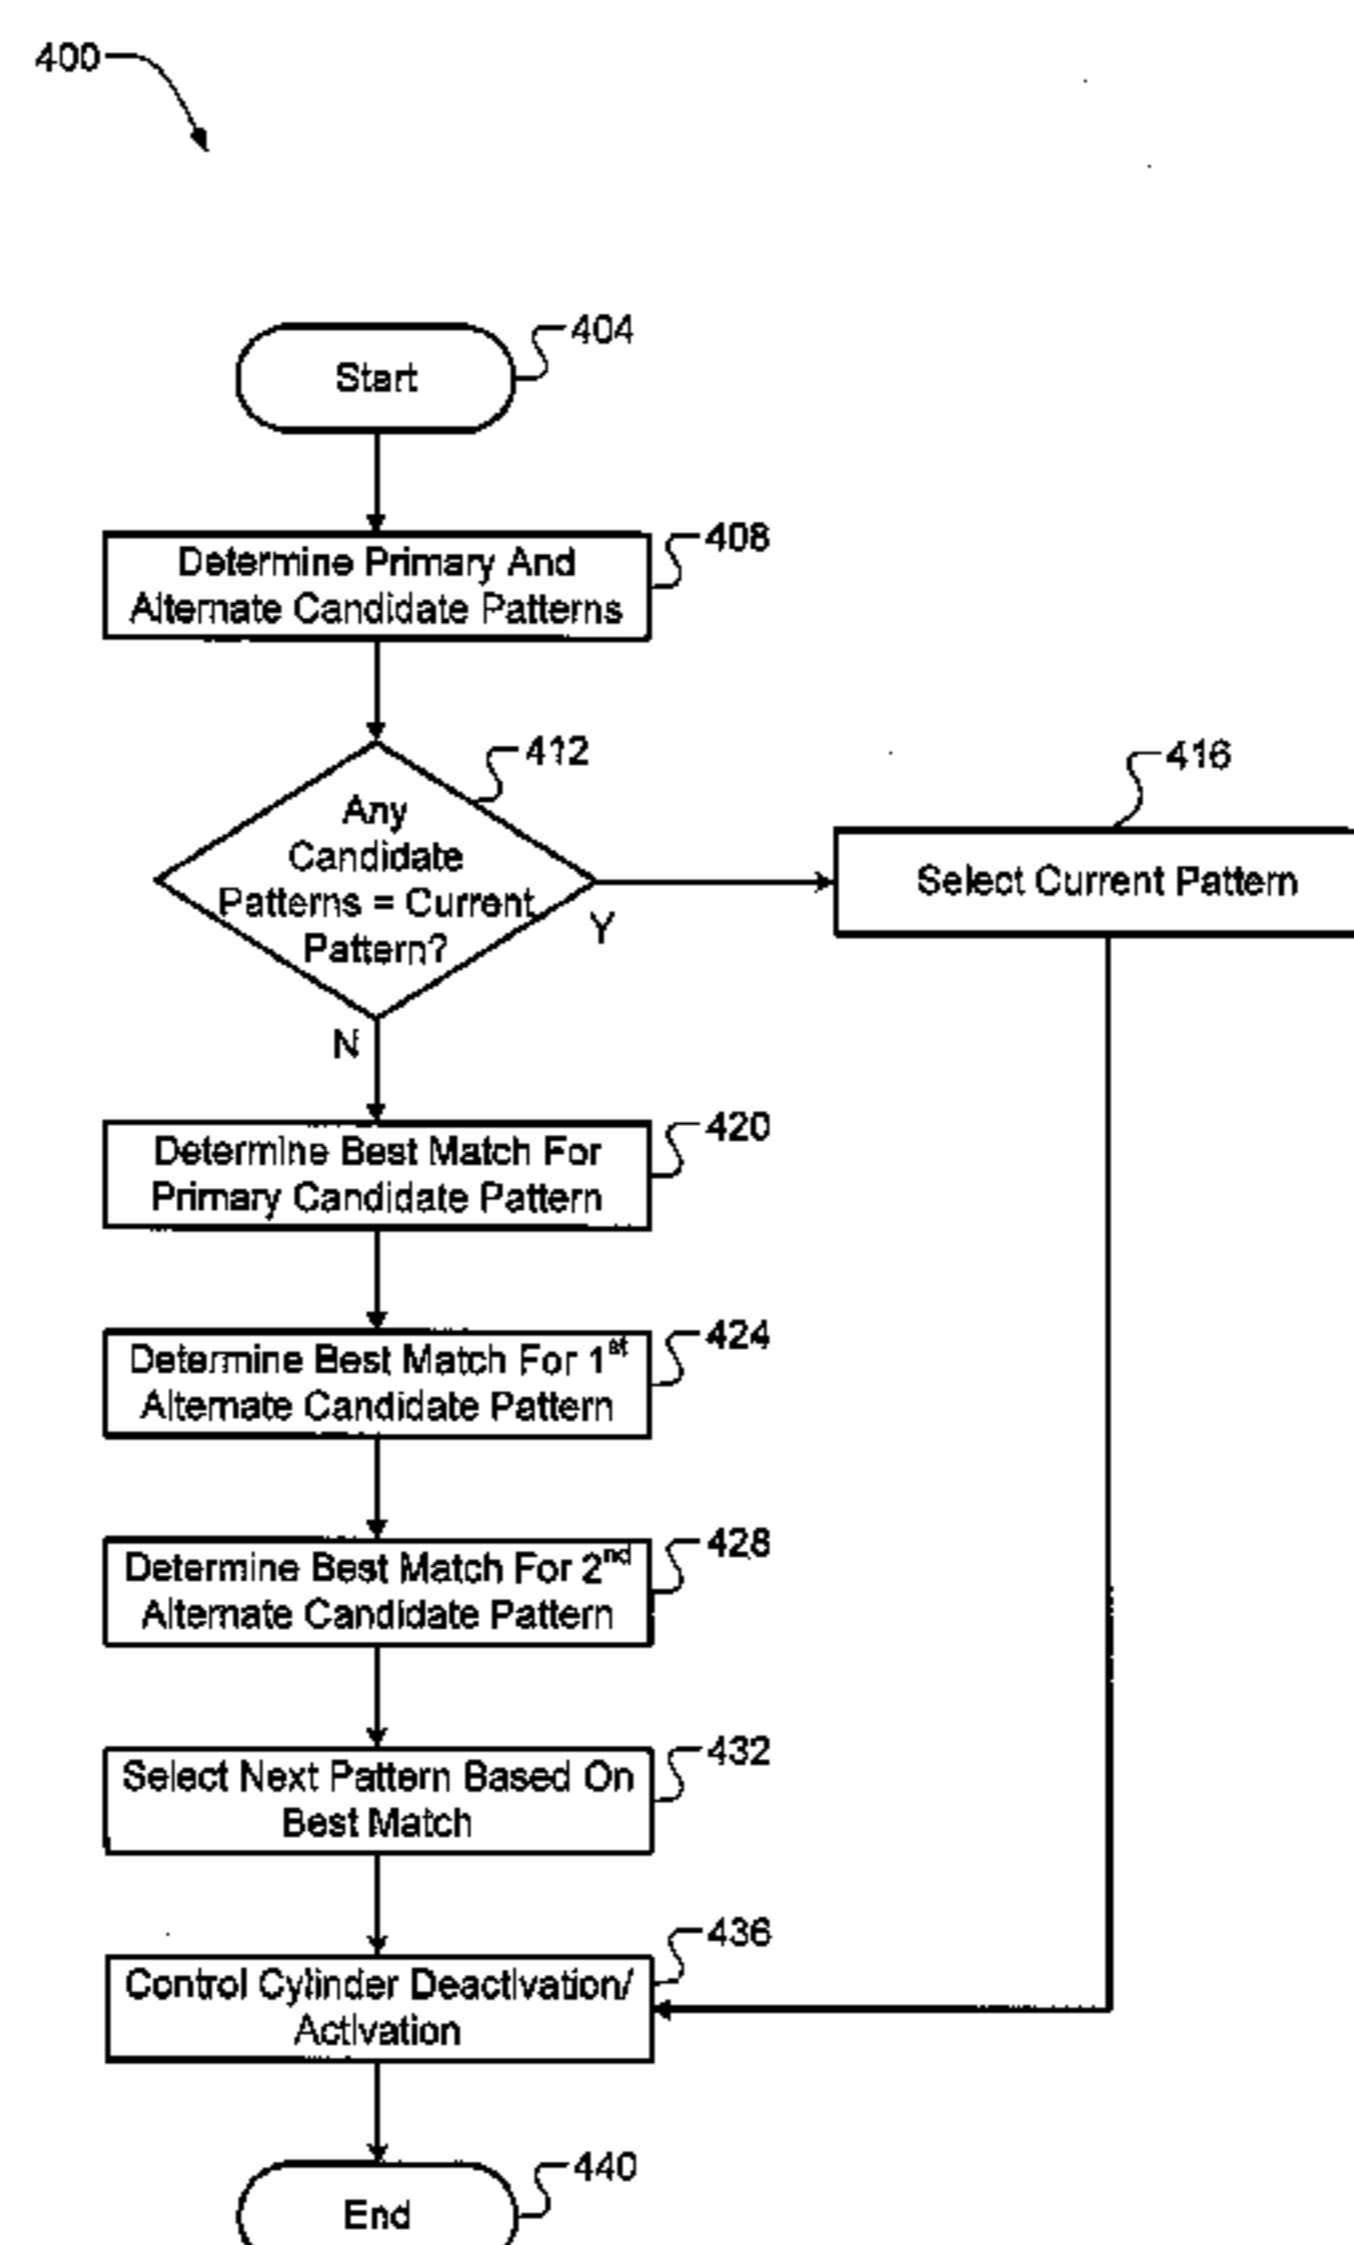 400
Start
404
Determine Primary And
Alternate Candidate Patterns
408
Any
Candidate
Patterns = Current
Pattern?
412
Y
N
Select Current Pattern
416
Determine Best Match For
Primary Candidate Pattern
420
Determine Best Match For 1st
Alternate Candidate Pattern
424
Determine Best Match For 2nd
Alternate Candidate Pattern
428
Select Next Pattern Based On
Best Match
432
Control Cylinder Deactivation/
Activation
436
End
440